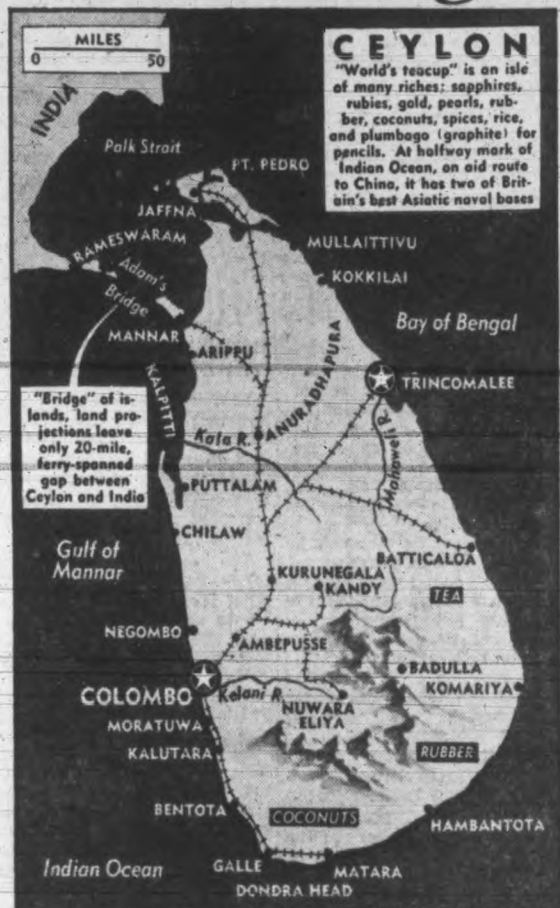 MILES
0 50
CEYLON
"World's teacup" is an isle
of many riches: sapphires,
rubies, gold, pearls, rub-
ber, coconuts, spices, rice,
and plumbago (graphite) for
pencils. At halfway mark of
Indian Ocean, an aid route
to China, it has two of Brit-
ain's best Asiatic naval bases
INDIA
Palk Strait
PT. PEDRO
JAFFNA
RAMESWARAM
MULLAITTIVU
Adam's
Bridge
KOKKILAI
Bay of Bengal
MANNAR
ARIPPU
TRINCOMALEE
ANURADHAPURA
KALPITTI
"Bridge" of is-
lands, land pro-
jections leave
only 20-mile,
ferry-spanned
gap between
Ceylon and India
Kala R.
Mahaweli R.
PUTTALAM
CHILAW
Gulf of
Mannar
BATTICALOA
KURUNEGALA
KANDY
TEA
NEGOMBO
AMBEPUSSE
BADULLA
KOMARIYA
COLOMBO
Kelani R.
NUWARA
ELIYA
MORATUWA
KALUTARA
RUBBER
BENTOTA
COCONUTS
HAMBANTOTA
Indian Ocean
GALLE
MATARA
DONDRA HEAD